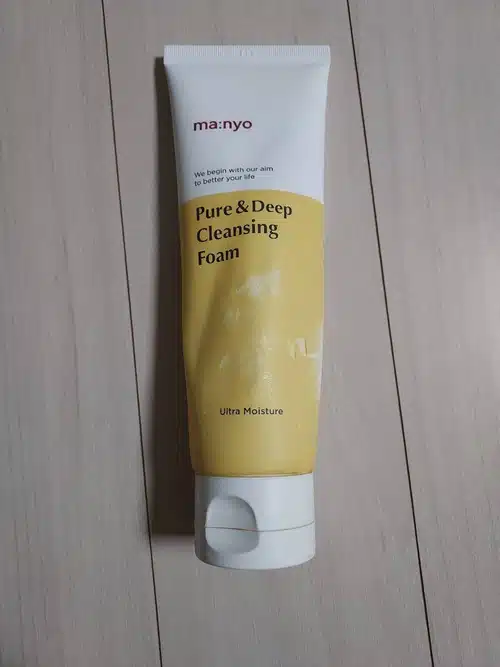 ma:nyo
We begin with our aim
to better your life
Pure & Deep
Cleansing
Foam
Ultra Moisture